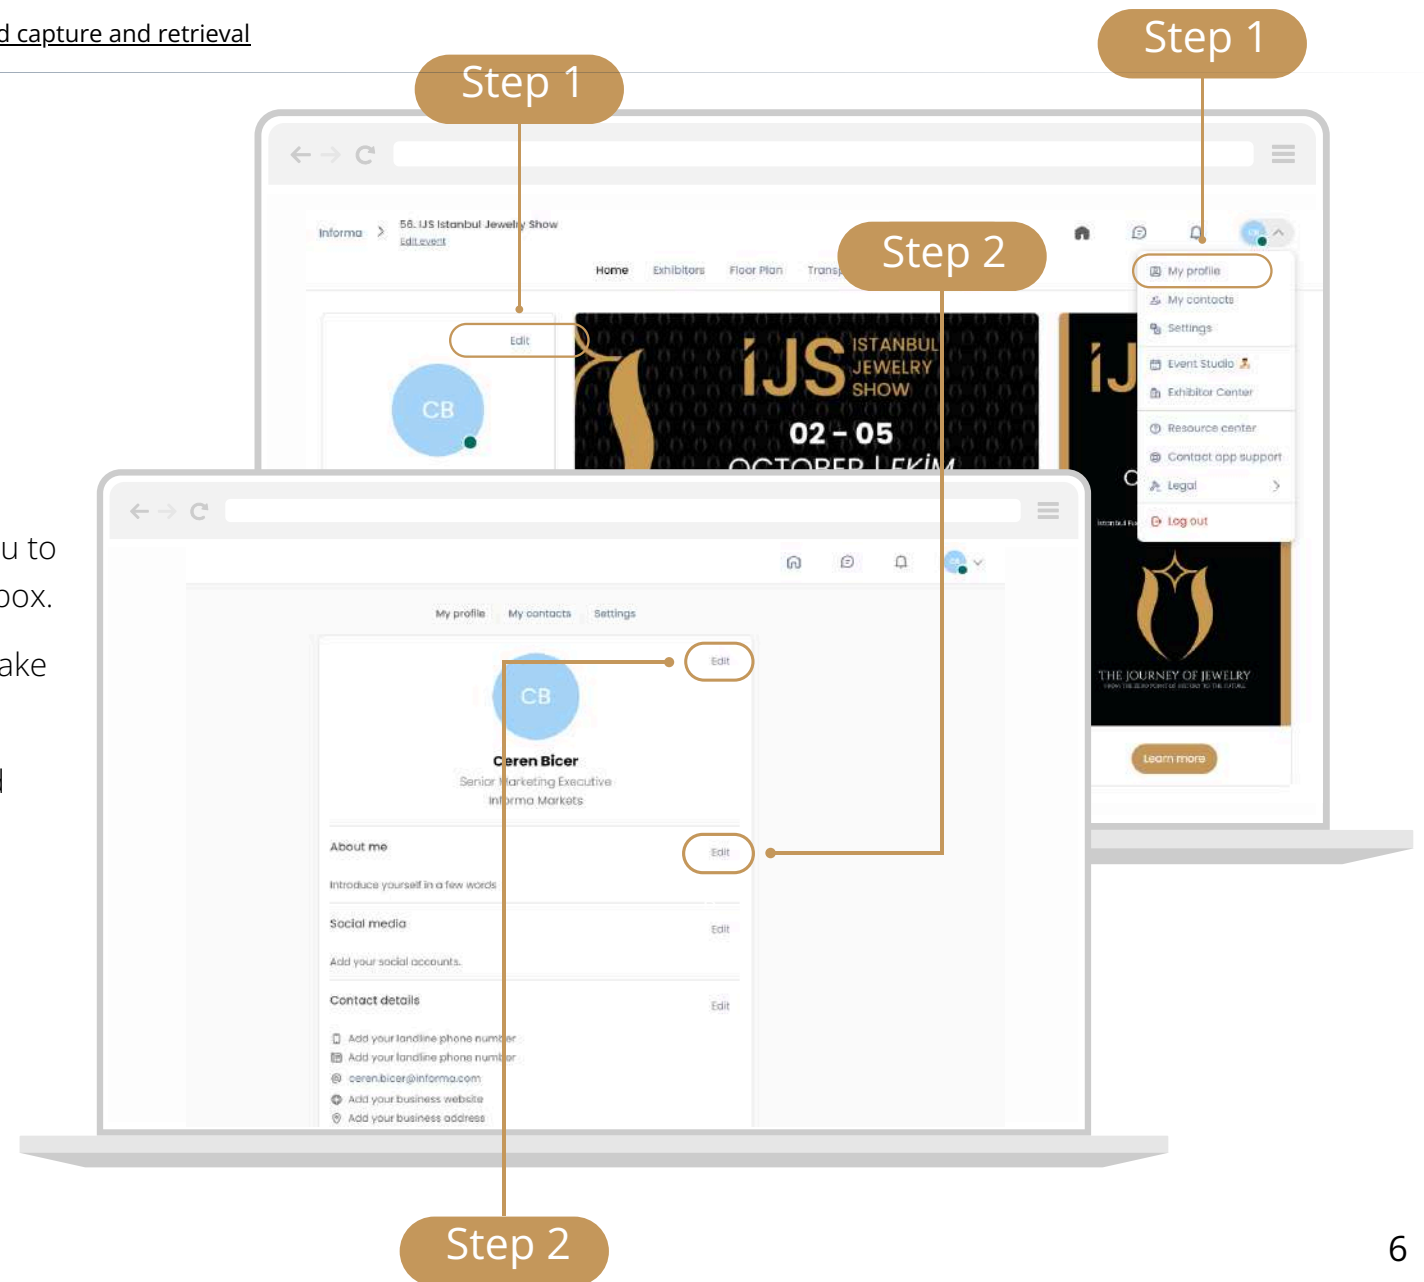 d capture and retrieval
Step 1
Step 1
Informa
56. IJS Istanbul Jewelry Show
Edit event
Step 2
Home Exhibitors Floor Plan Transp
My profile
My contacts
Settings
Event Studio
Exhibitor Center
Resource center
Contact app support
Legal
Log out
Edit
CB
iJS ISTANBUL
JEWELRY
SHOW
02 - 05
OCTOBER | EKİM
iJ
THE JOURNEY OF JEWELRY
Learn more
u to
box.
ake
My profile My contacts Settings
Edit
CB
Ceren Bicer
Senior Marketing Executive
Informa Markets
About me
Edit
Introduce yourself in a few words
Social media
Edit
Add your social accounts.
Contact details
Edit
Add your landline phone number
Add your landline phone number
ceren.bicer@informa.com
Add your business website
Add your business address
Step 2
6